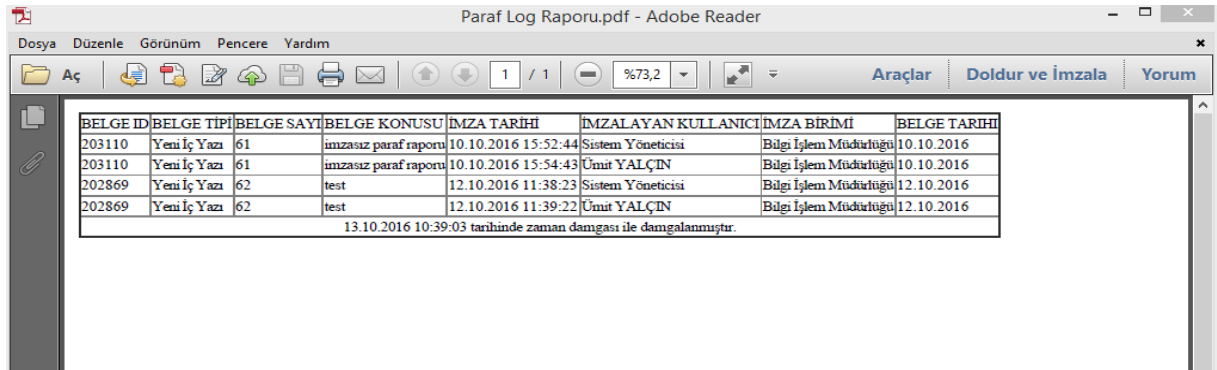 Paraf Log Raporu.pdf - Adobe Reader
Dosya Düzenle Görünüm Pencere Yardım
Aç 1 / 1 %73,2 Araçlar Doldur ve İmzala Yorum
BELGE ID BELGE TİPİ BELGE SAYI BELGE KONUSU İMZA TARİHİ İMZALAYAN KULLANICI İMZA BİRİMİ BELGE TARIHI
203110 Yeni İç Yazı 61 imzasız paraf raporu 10.10.2016 15:52:44 Sistem Yöneticisi Bilgi İşlem Müdürlüğü 10.10.2016
203110 Yeni İç Yazı 61 imzasız paraf raporu 10.10.2016 15:54:43 Ümit YALÇIN Bilgi İşlem Müdürlüğü 10.10.2016
202869 Yeni İç Yazı 62 test 12.10.2016 11:38:23 Sistem Yöneticisi Bilgi İşlem Müdürlüğü 12.10.2016
202869 Yeni İç Yazı 62 test 12.10.2016 11:39:22 Ümit YALÇIN Bilgi İşlem Müdürlüğü 12.10.2016
13.10.2016 10:39:03 tarihinde zaman damgası ile damgalanmıştır.